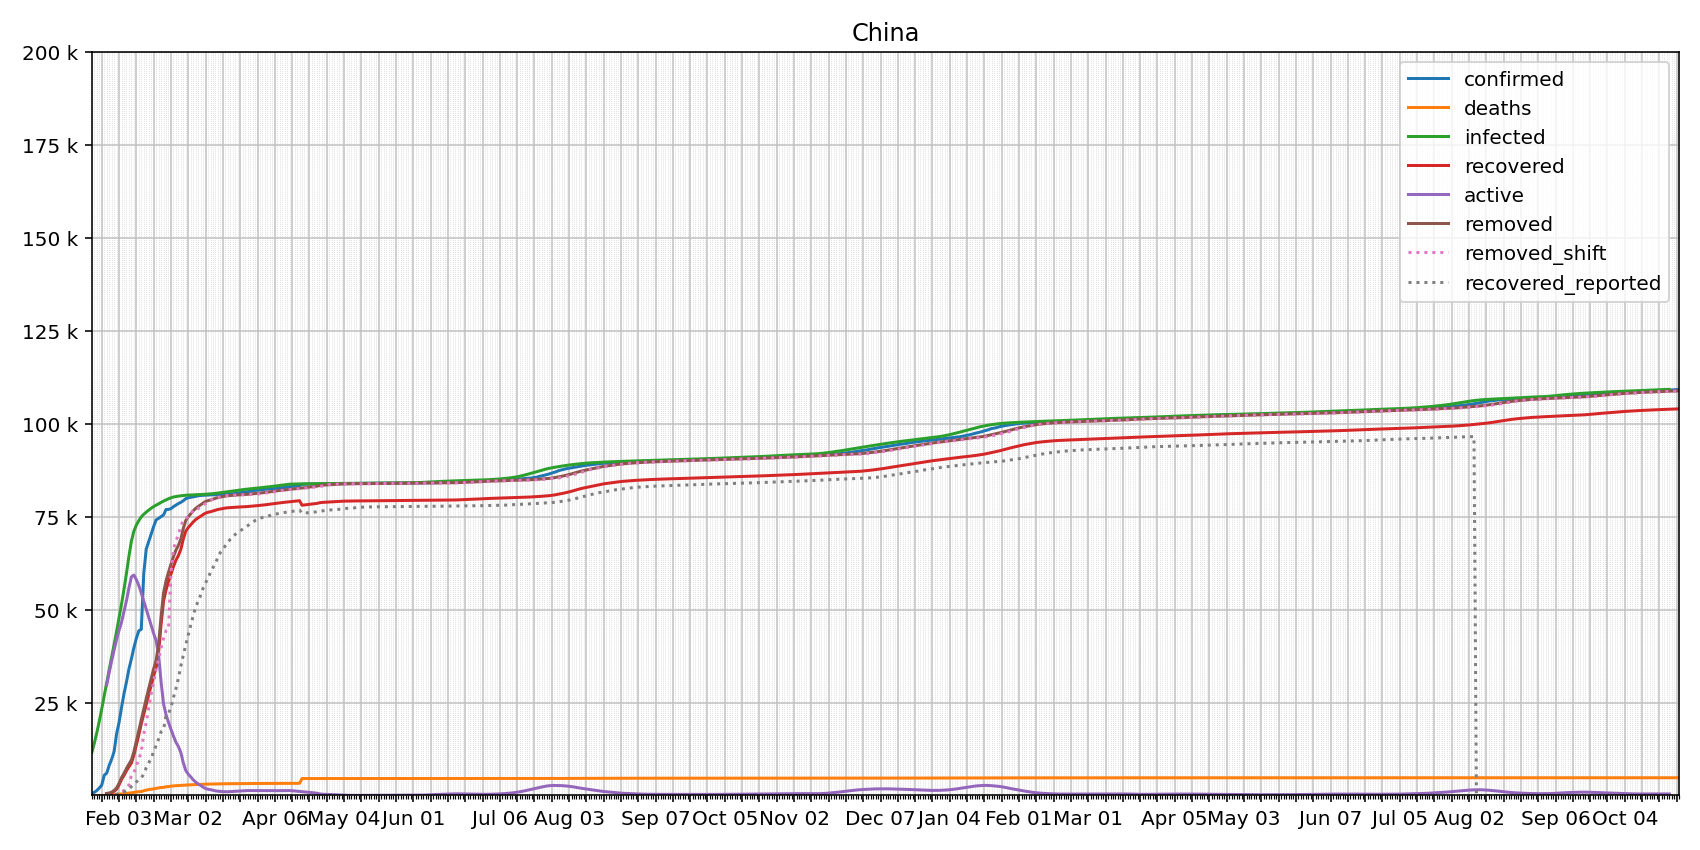 China
200 k
175 k
150 k
125 k
100 k
75 k
50 k
25 k
confirmed
deaths
infected
recovered
active
removed
removed_shift
recovered_reported
Feb 03 Mar 02 Apr 06 May 04 Jun 01 Jul 06 Aug 03 Sep 07 Oct 05 Nov 02 Dec 07 Jan 04 Feb 01 Mar 01 Apr 05 May 03 Jun 07 Jul 05 Aug 02 Sep 06 Oct 04